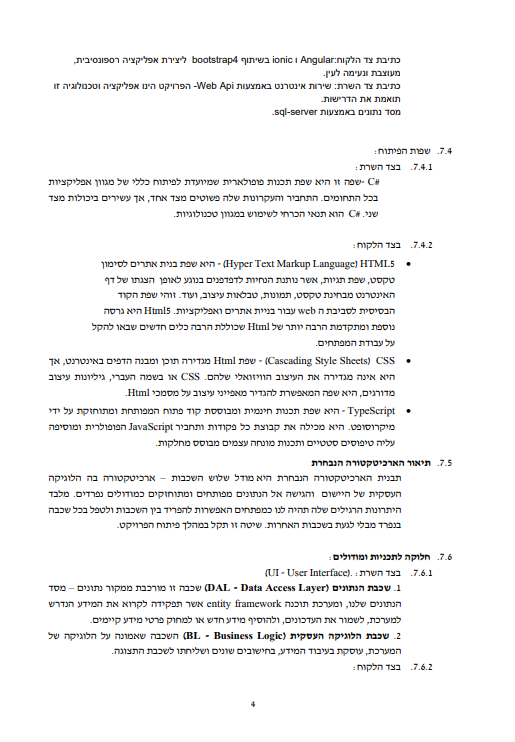 כתיבת צד הלקוח:Angular ו ionic בשיתוף bootstrap4 ליצירת אפליקציה רספונסיבית,
מעוצבת ונעימה לעין.
כתיבת צד השרת: שירות אינטרנט באמצעות Web Api- הפרויקט הינו אפליקציה וטכנולוגיה זו
תואמת את הדרישות.
מסד נתונים באמצעות sql-server.
7.4. שפות הפיתוח:
7.4.1. בצד השרת:
C# -שפה זו היא שפת תכנות פופולארית שמיועדת לפיתוח כללי של מגוון אפליקציות
בכל התחומים. התחביר והעקרונות שלה פשוטים מצד אחד, אך עשירים ביכולות מצד
שני. C# הוא תנאי הכרחי לשימוש במגוון טכנולוגיות.
7.4.2. בצד הלקוח:
• HTML5 (Hyper Text Markup Language) - היא שפת בנית אתרים לסימון
טקסט, שפת תגיות, אשר נותנת הנחיות לדפדפנים בנוגע לאופן הצגתו של דף
האינטרנט מבחינת טקסט, תמונות, טבלאות עיצוב, ועוד. זוהי שפת הקוד
הבסיסית לסביבת ה web עבור בניית אתרים ואפליקציות. Html5 היא גרסה
נוספת ומתקדמת הרבה יותר של Html שכוללת הרבה כלים חדשים שבאו להקל
על עבודת המפתחים.
• CSS (Cascading Style Sheets) - שפת Html מגדירה תוכן ומבנה הדפים באינטרנט, אך
היא אינה מגדירה את העיצוב הוויזואלי שלהם. CSS או בשמה העברי, גיליונות עיצוב
מדורגים, היא שפה המאפשרת להגדיר מאפייני עיצוב על מסמכי Html.
• TypeScript - היא שפת תכנות חינמית ומבוססת קוד פתוח המפותחת ומתוחזקת על ידי
מיקרוסופט. היא מכילה את קבוצת כל פקודות ותחביר JavaScript הפופולרית ומוסיפה
עליה טיפוסים סטטיים ותכנות מונחה עצמים מבוסס מחלקות.
7.5 תיאור הארכיטקטורה הנבחרת
תבנית הארכיטקטורה הנבחרת היא מודל שלוש השכבות – ארכיטקטורה בה הלוגיקה
העסקית של היישום והגישה אל הנתונים מפותחים ומתוחזקים כמודולים נפרדים. מלבד
היתרונות הרגילים שלה תהיה לנו כמפתחים האפשרות להפריד בין השכבות ולטפל בכל שכבה
בנפרד מבלי לגעת בשכבות האחרות. שיטה זו תקל במהלך פיתוח הפרויקט.
7.6. חלוקה לתכניות ומודולים:
7.6.1. בצד השרת: .(UI - User Interface)
1. שכבת הנתונים (DAL - Data Access Layer) שכבה זו מורכבת ממקור נתונים – מסד
הנתונים שלנו, ומערכת תוכנה entity framework אשר תפקידה לקרוא את המידע הנדרש
למערכת, לשמור את העדכונים, ולהוסיף מידע חדש או למחוק פרטי מידע קיימים.
2. שכבת הלוגיקה העסקית (BL - Business Logic) השכבה שאמונה על הלוגיקה של
המערכת, עוסקת בעיבוד המידע, בחישובים שונים ושליחתו לשכבת התצוגה.
7.6.2. בצד הלקוח:
4